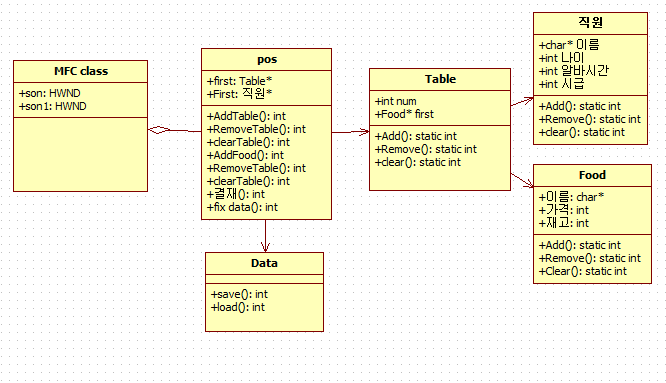 MFC class
+son: HWND
+son1: HWND
pos
+first: Table*
+First: 직원*
+AddTable(): int
+RemoveTable(): int
+clearTable(): int
+AddFood(): int
+RemoveTable(): int
+clearTable(): int
+결재(): int
+fix data(): int
Data
+save(): int
+load(): int
Table
+int num
+Food* first
+Add(): static int
+Remove(): static int
+clear(): static int
직원
+char* 이름
+int 나이
+int 알바시간
+int 시급
+Add(): static int
+Remove(): static int
+clear(): static int
Food
+이름: char*
+가격: int
+재고: int
+Add(): static int
+Remove(): static int
+Clear(): static int